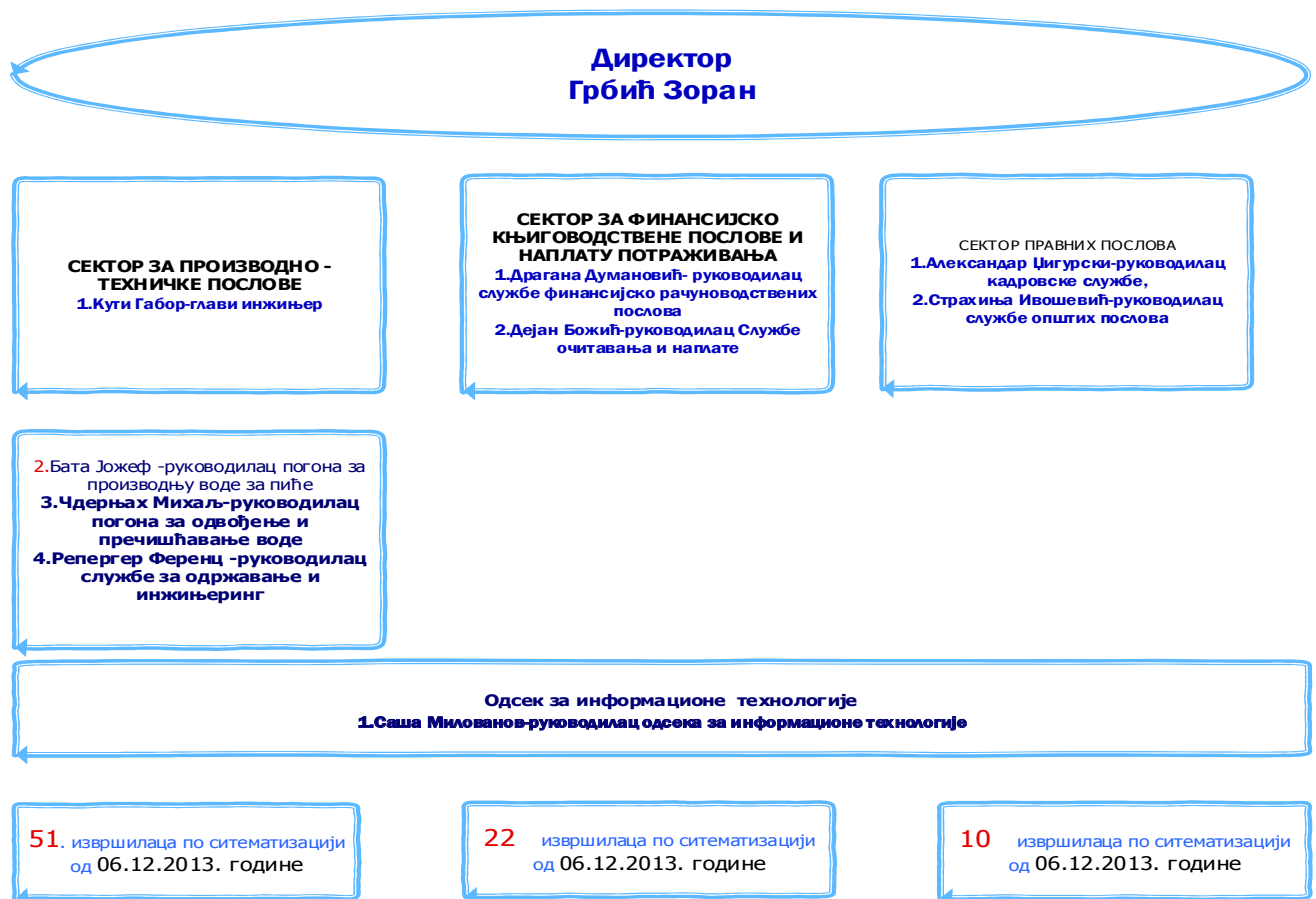 Директор
Грбић Зоран
СЕКТОР ЗА ПРОИЗВОДНО -
ТЕХНИЧКЕ ПОСЛОВЕ
1.Кути Габор-глави инжињер
СЕКТОР ЗА ФИНАНСИЈСКО
КЊИГОВОДСТВЕНЕ ПОСЛОВЕ И
НАПЛАТУ ПОТРАЖИВАЊА
1.Драгана Думановић- руководилац
службе финансијско рачуноводствених
послова
2.Дејан Божић-руководилац Службе
очитавања и наплате
СЕКТОР ПРАВНИХ ПОСЛОВА
1.Александар Џигурски-руководилац
кадровске службе,
2.Страхиња Ивошевић-руководилац
службе општих послова
2.Бата Јожеф -руководилац погона за
производњу воде за пиће
3.Чдерњах Михаљ-руководилац
погона за одвођење и
пречишћавање воде
4.Репергер Ференц -руководилац
службе за одржавање и
инжињеринг
Одсек за информационе технологије
1.Саша Милованов-руководилац одсека за информационе технологије
51. извршилаца по ситематизацији
од 06.12.2013. године
22 извршилаца по ситематизацији
од 06.12.2013. године
10 извршилаца по ситематизацији
од 06.12.2013. године